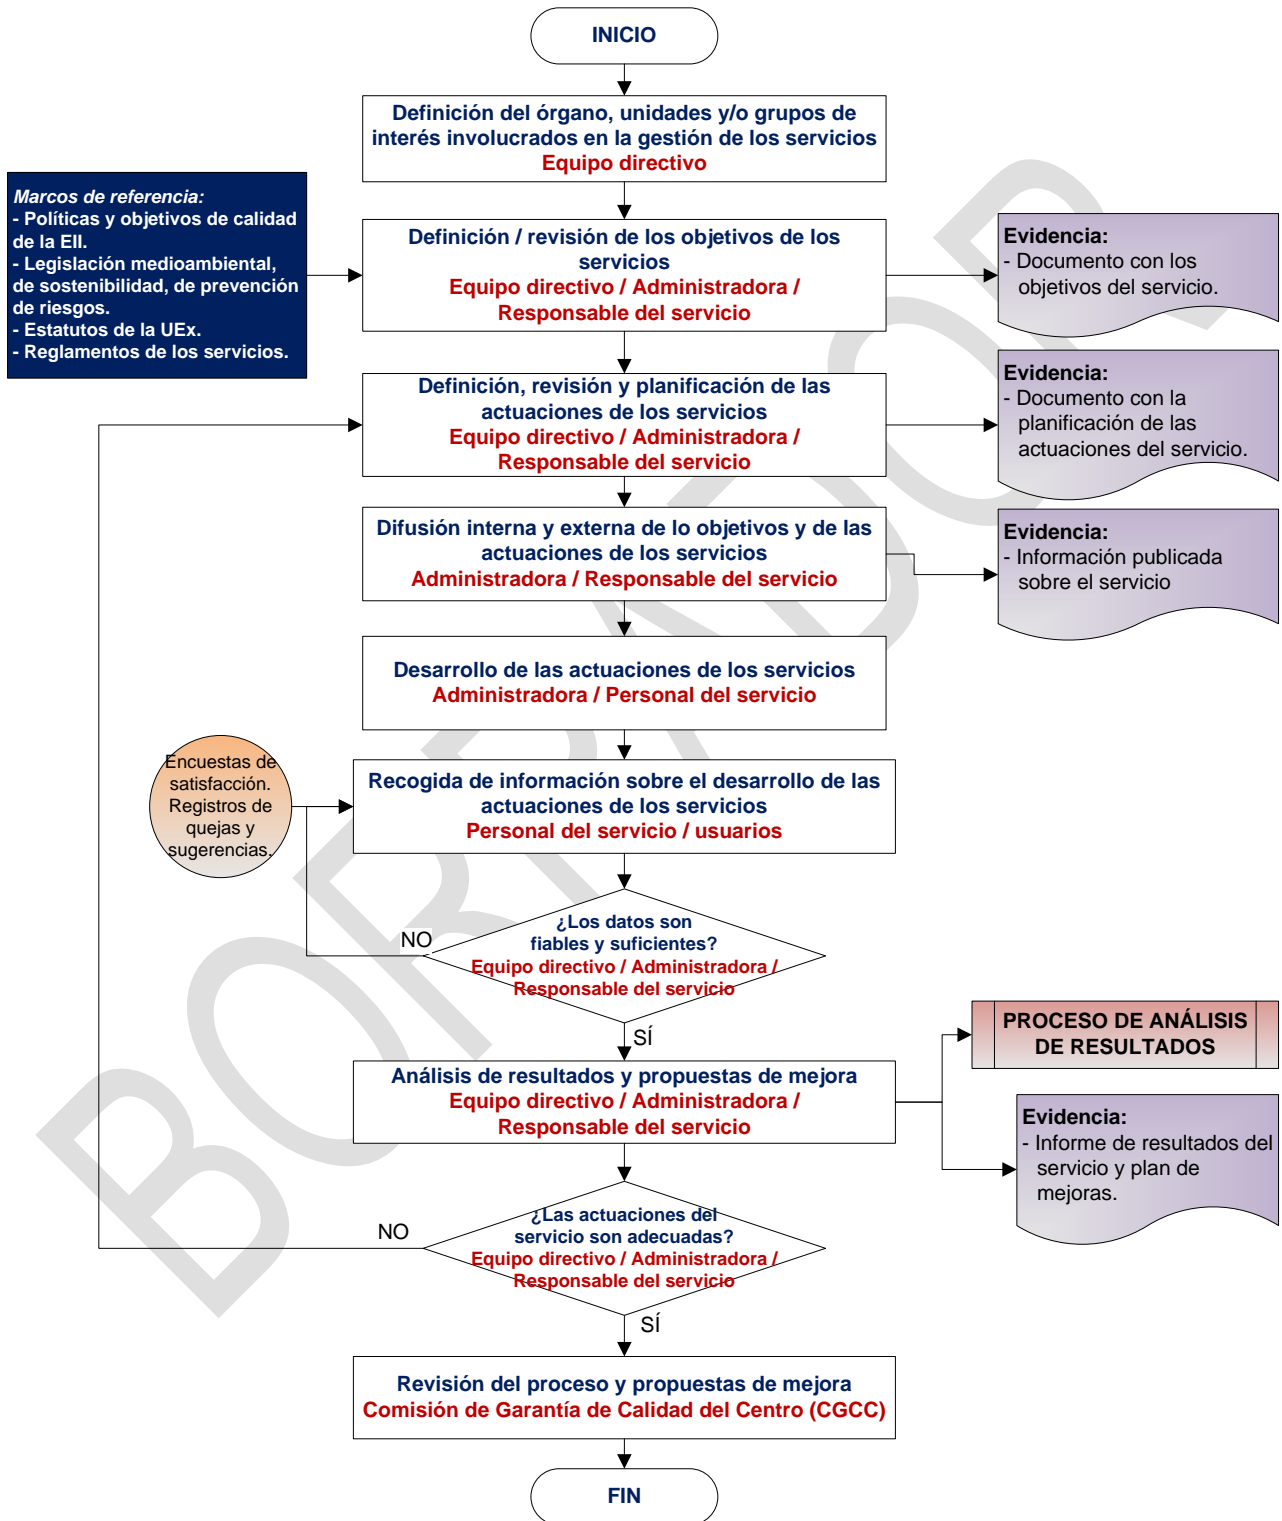 INICIO
Definición del órgano, unidades y/o grupos de
interés involucrados en la gestión de los servicios
Equipo directivo
Marcos de referencia:
- Políticas y objetivos de calidad
de la EII.
- Legislación medioambiental,
de sostenibilidad, de prevención
de riesgos.
- Estatutos de la UEx.
- Reglamentos de los servicios.
Definición / revisión de los objetivos de los
servicios
Equipo directivo / Administradora /
Responsable del servicio
Evidencia:
- Documento con los
objetivos del servicio.
Definición, revisión y planificación de las
actuaciones de los servicios
Equipo directivo / Administradora /
Responsable del servicio
Evidencia:
- Documento con la
planificación de las
actuaciones del servicio.
Difusión interna y externa de lo objetivos y de las
actuaciones de los servicios
Administradora / Responsable del servicio
Evidencia:
- Información publicada
sobre el servicio
Desarrollo de las actuaciones de los servicios
Administradora / Personal del servicio
Encuestas de
satisfacción.
Registros de
quejas y
sugerencias.
Recogida de información sobre el desarrollo de las
actuaciones de los servicios
Personal del servicio / usuarios
¿Los datos son
fiables y suficientes?
Equipo directivo / Administradora /
Responsable del servicio
NO
SÍ
Análisis de resultados y propuestas de mejora
Equipo directivo / Administradora /
Responsable del servicio
PROCESO DE ANÁLISIS
DE RESULTADOS
Evidencia:
- Informe de resultados del
servicio y plan de
mejoras.
¿Las actuaciones del
servicio son adecuadas?
Equipo directivo / Administradora /
Responsable del servicio
NO
SÍ
Revisión del proceso y propuestas de mejora
Comisión de Garantía de Calidad del Centro (CGCC)
FIN
BORRADOR